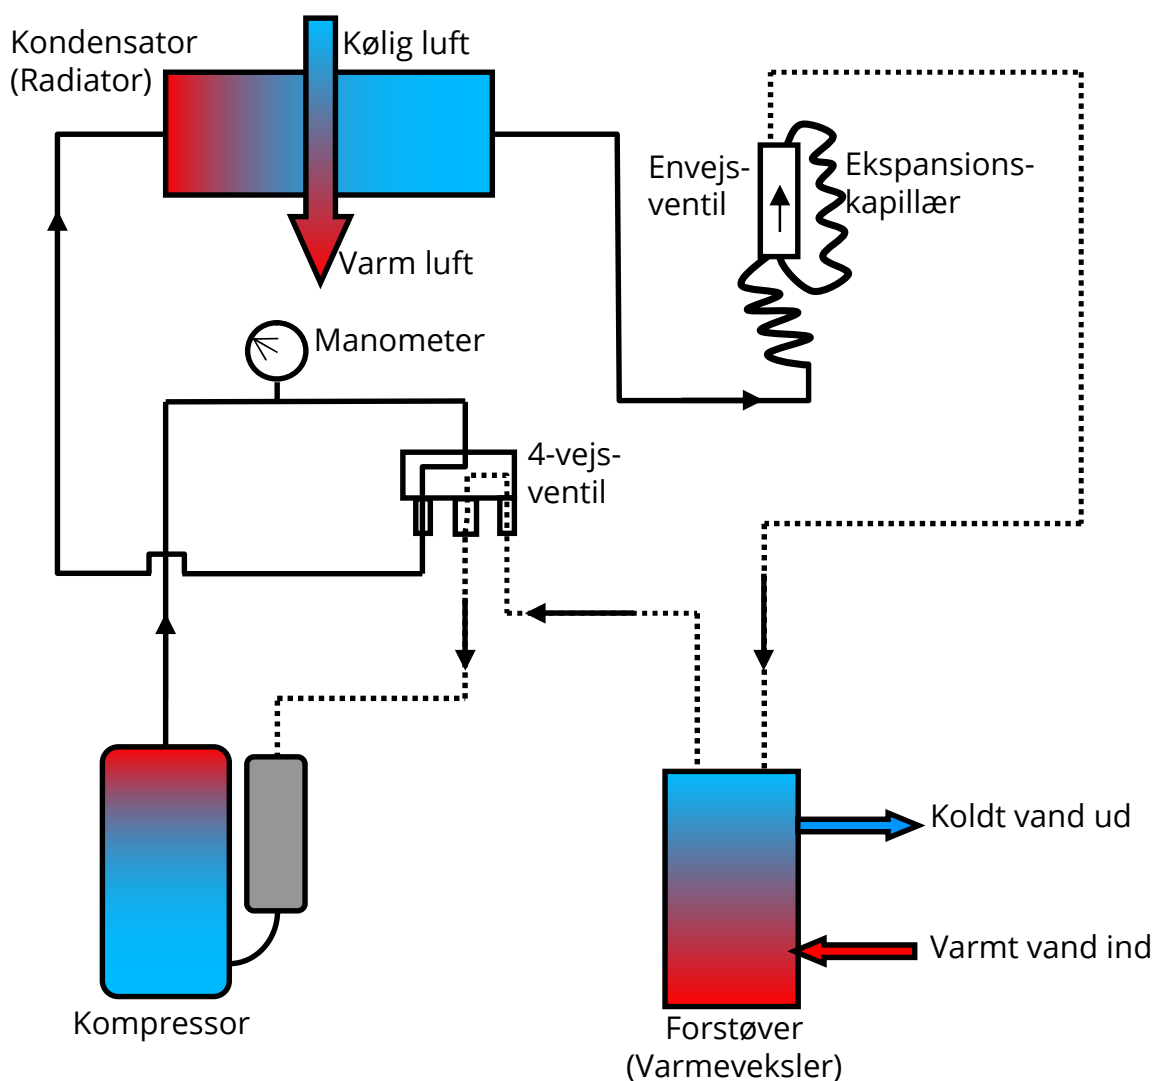 Kondensator
(Radiator)
Kølig luft
Varm luft
Envejs-
ventil
Ekspansions-
kapillær
Manometer
4-vejs-
ventil
Koldt vand ud
Varmt vand ind
Kompressor
Forstøver
(Varmeveksler)